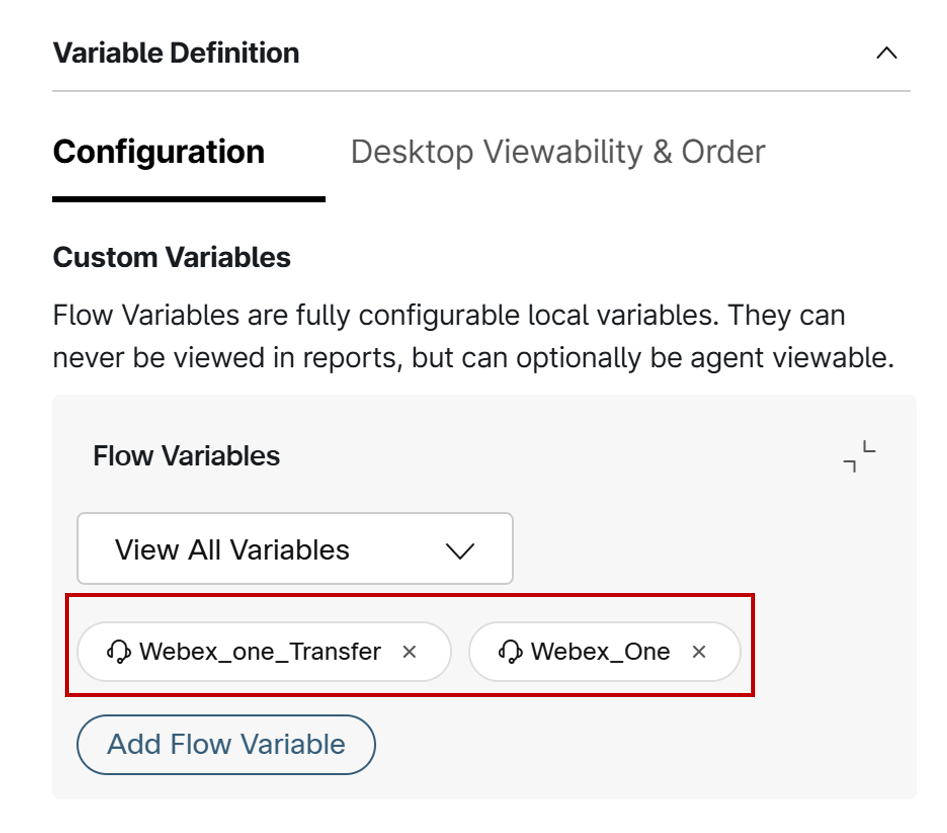 Variable Definition
Configuration
Desktop Viewability & Order
Custom Variables
Flow Variables are fully configurable local variables. They can
never be viewed in reports, but can optionally be agent viewable.
Flow Variables
View All Variables
Webex_one_Transfer ×
Webex_One ×
Add Flow Variable